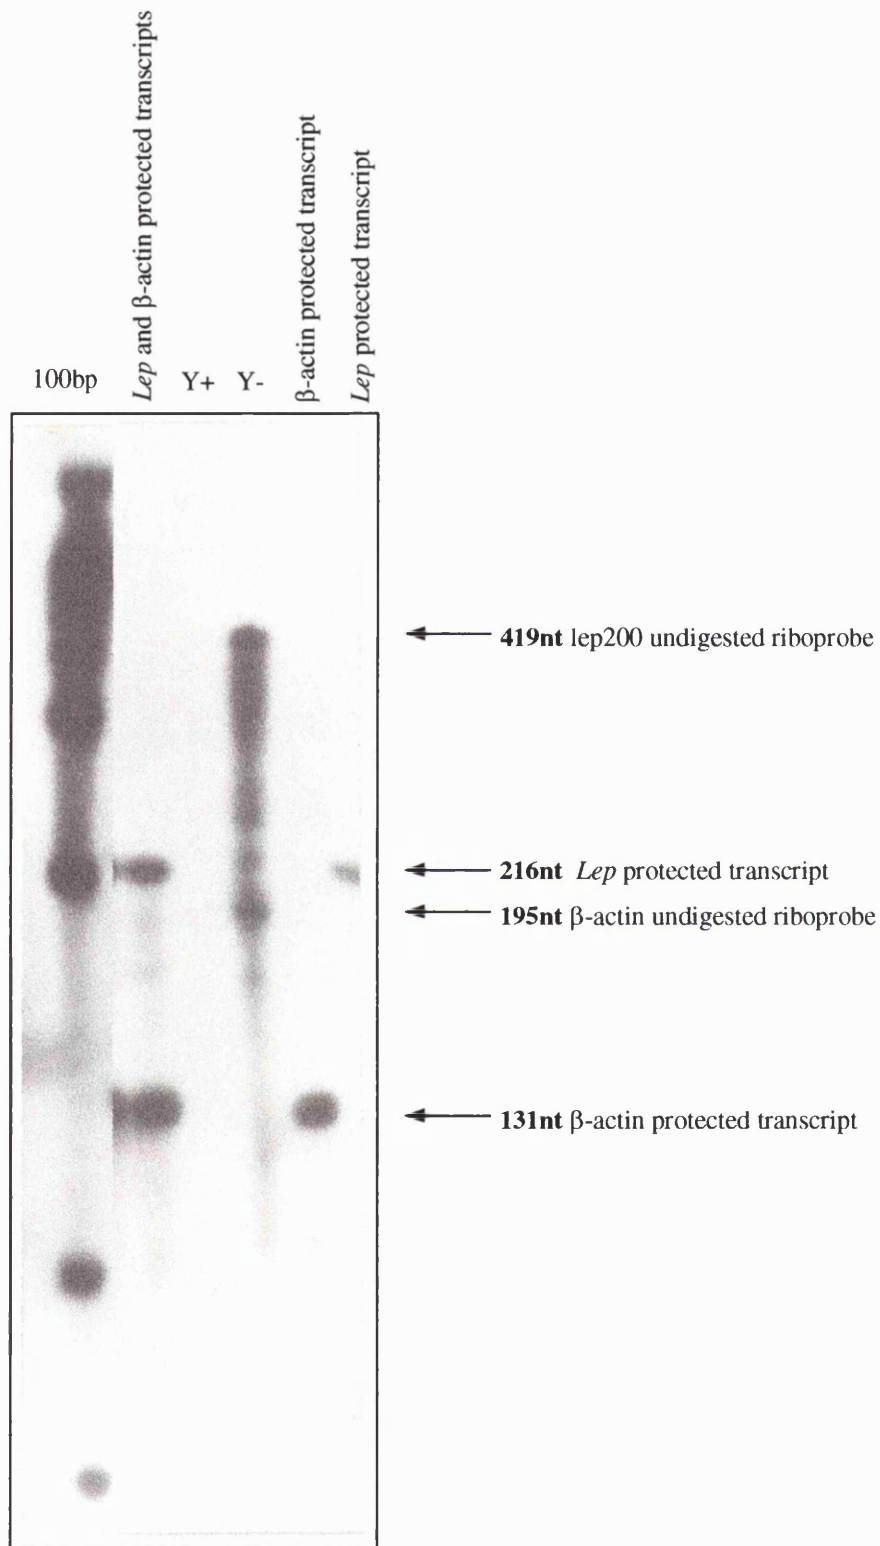 Lep and β-actin protected transcripts
β-actin protected transcript
Lep protected transcript
100bp
Y+
Y-
419nt lep200 undigested riboprobe
216nt Lep protected transcript
195nt β-actin undigested riboprobe
131nt β-actin protected transcript